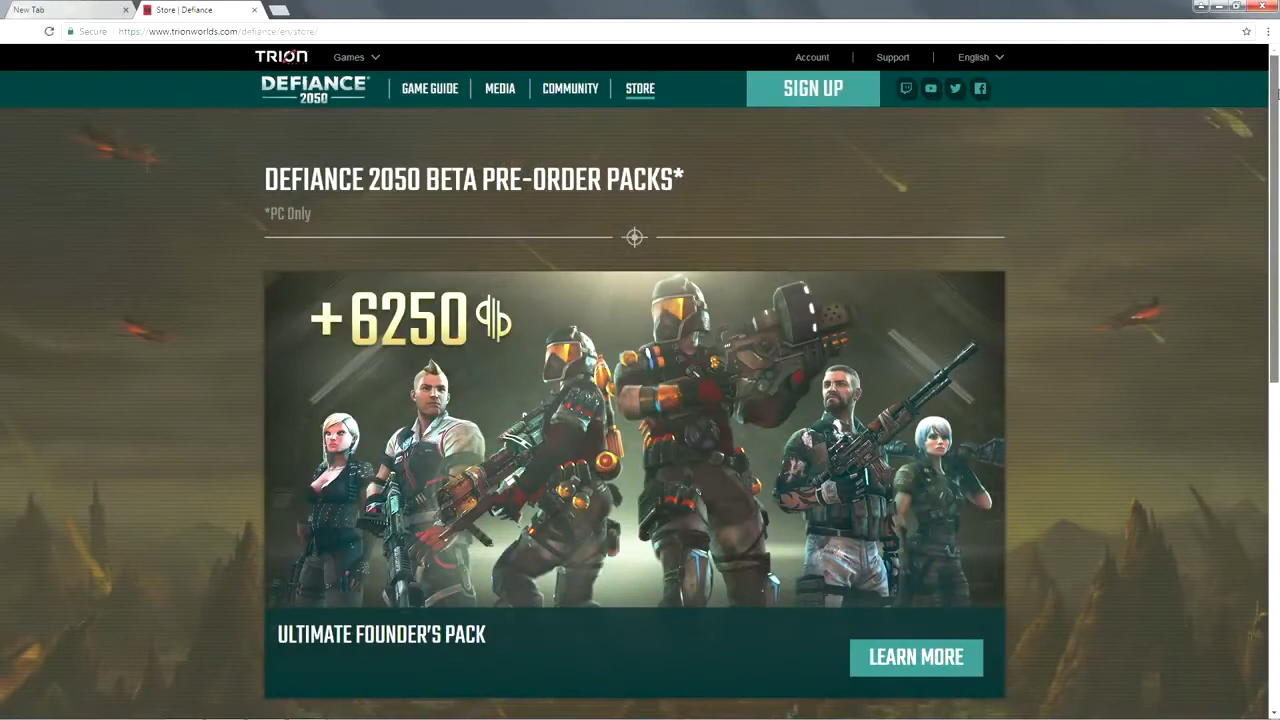 New Tab
Store | Defiance
Secure
https://www.trionworlds.com/defiance/en/store/
TRION
Games
Account
Support
English
DEFIANCE
2050
GAME GUIDE
MEDIA
COMMUNITY
STORE
SIGN UP
DEFIANCE 2050 BETA PRE-ORDER PACKS*
*PC Only
+6250
ULTIMATE FOUNDER'S PACK
LEARN MORE